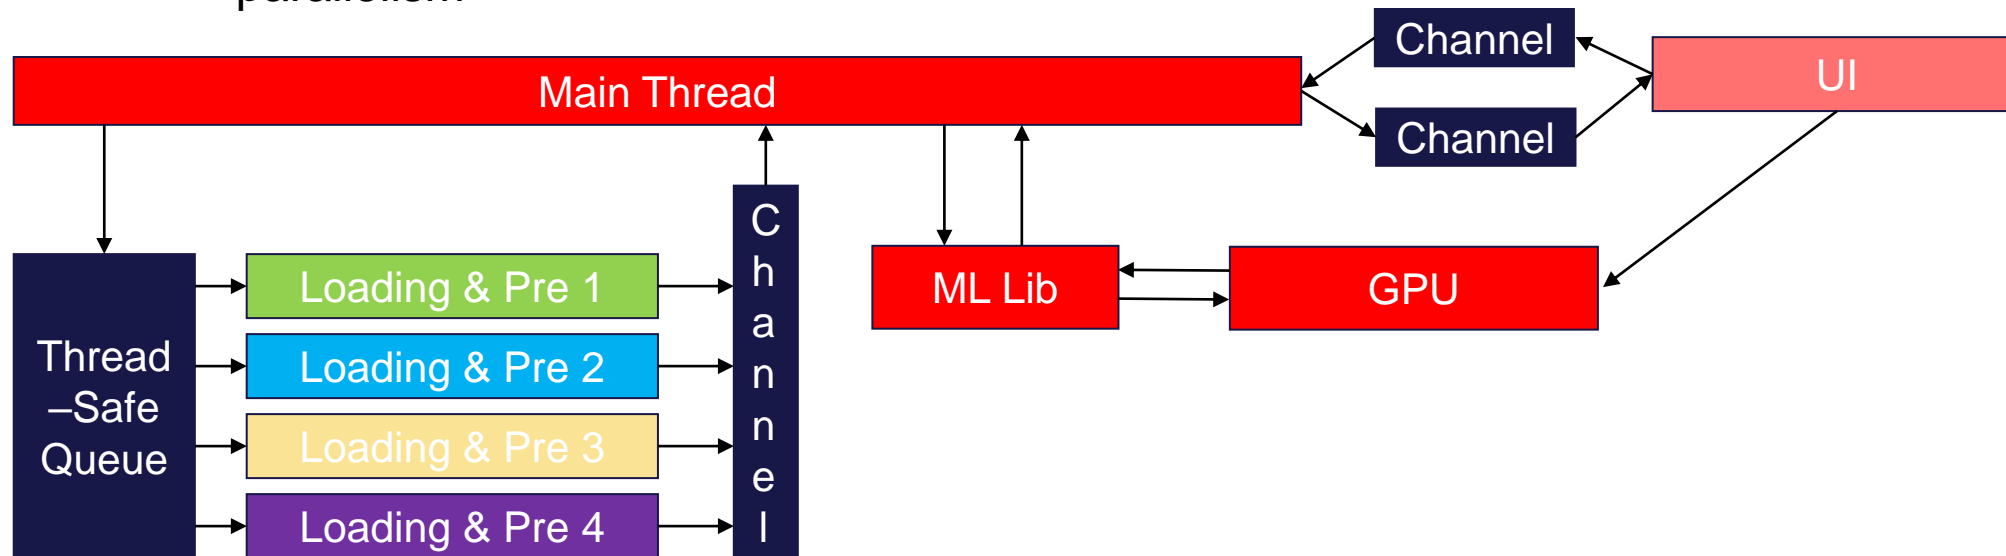 parallelism
Main Thread
Channel
Channel
UI
Thread
–Safe
Queue
Loading & Pre 1
Loading & Pre 2
Loading & Pre 3
Loading & Pre 4
C
h
a
n
n
e
l
ML Lib
GPU